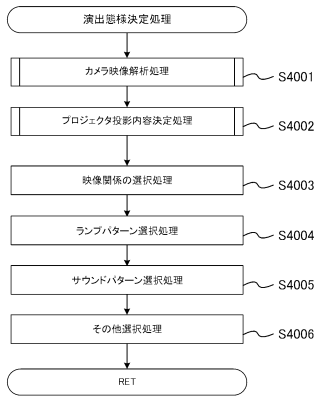 演出態様決定処理
カメラ映像解析処理
S4001
プロジェクタ投影内容決定処理
S4002
映像関係の選択処理
S4003
ランプパターン選択処理
S4004
サウンドパターン選択処理
S4005
その他選択処理
S4006
RET